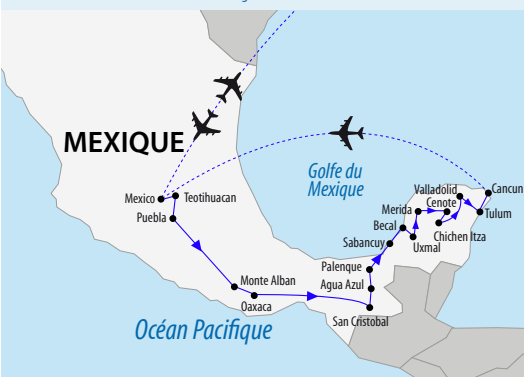 MEXIQUE
Golfe du
Mexique
Mexico
Teotihuacan
Puebla
Monte Alban
Oaxaca
Océan Pacifique
San Cristobal
Agua Azul
Palenque
Sabancuy
Becal
Uxmal
Merida
Valladolid
Cenote
Chichen Itza
Cancun
Tulum